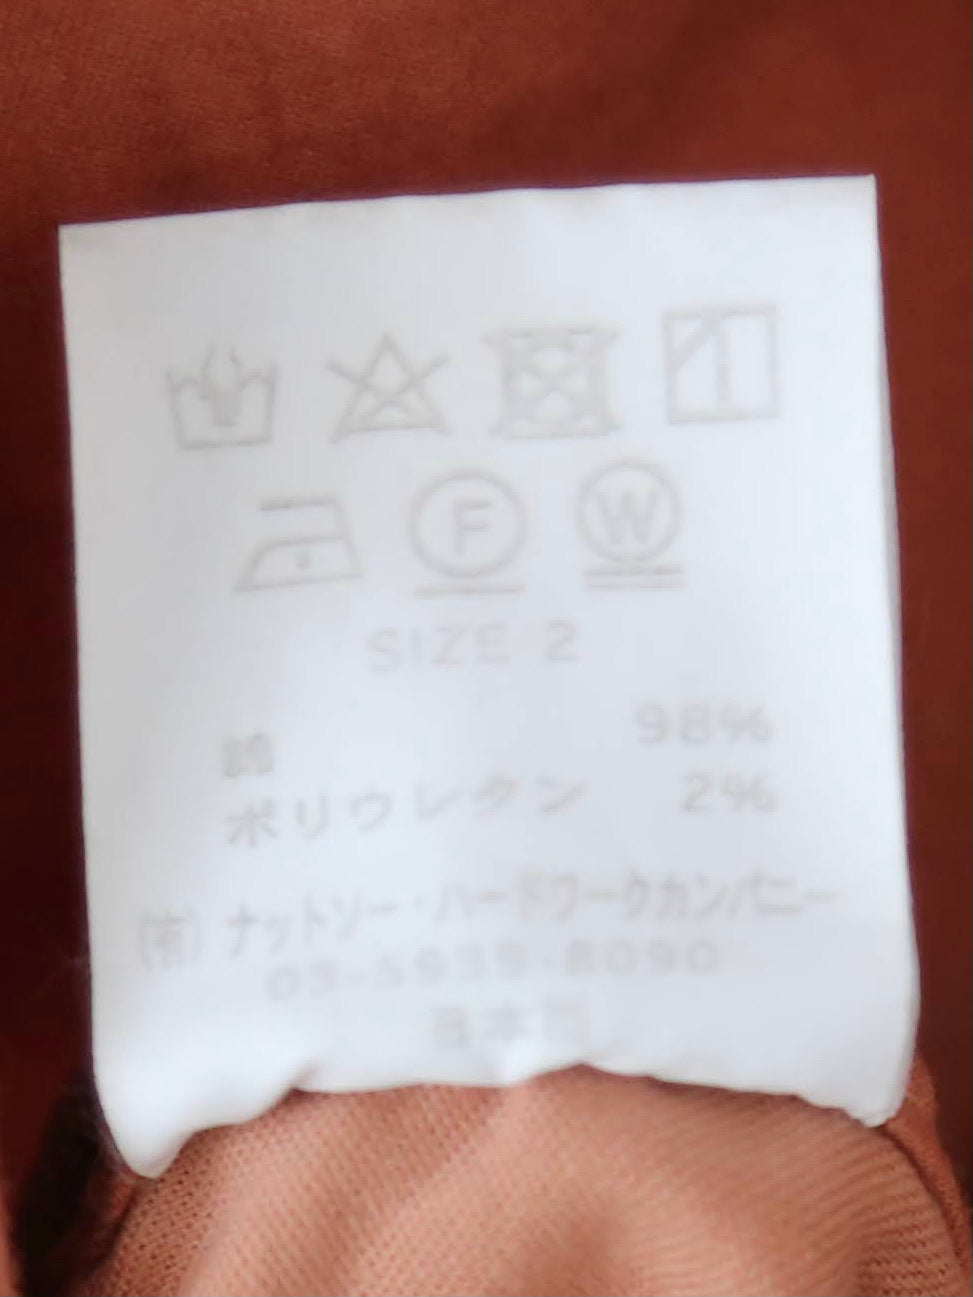 F W
SIZE 2
綿 98%
ポリウレタン 2%
(有) ナットソー・ハードワークカンパニー
03-5939-8090
日本製